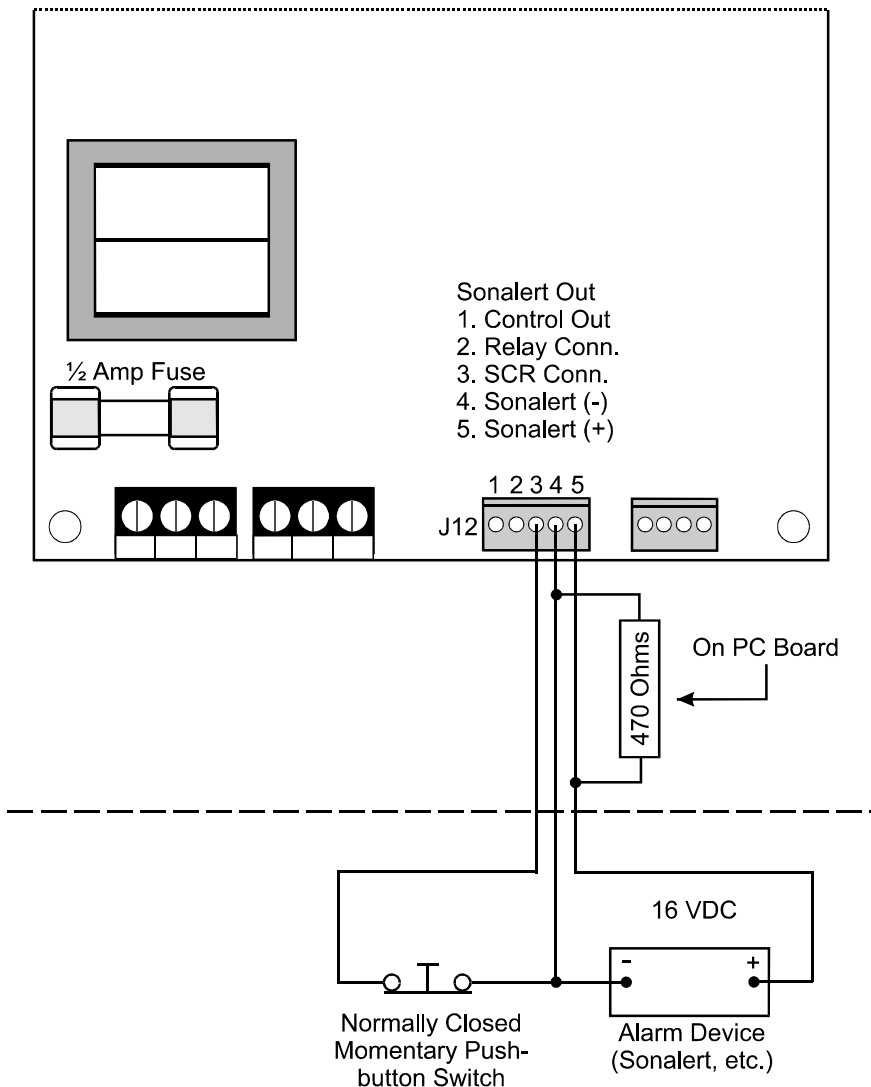 Sonalert Out
1. Control Out
2. Relay Conn.
3. SCR Conn.
4. Sonalert (-)
5. Sonalert (+)
½ Amp Fuse
1 2 3 4 5
J12
On PC Board
470 Ohms
16 VDC
- +
Normally Closed
Momentary Push-
button Switch
Alarm Device
(Sonalert, etc.)